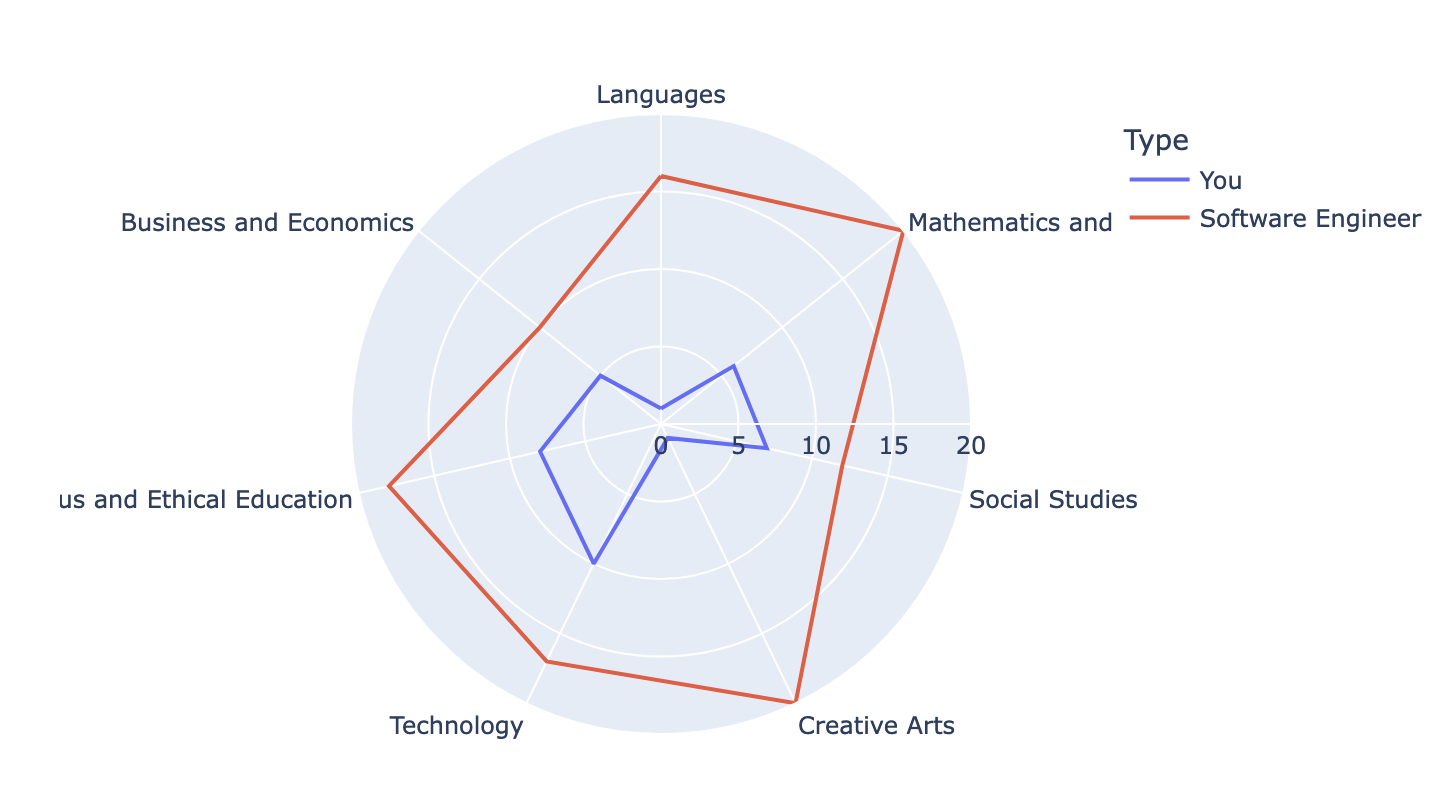 Languages
Type
You
Software Engineer
Business and Economics
Mathematics and
0 5 10 15 20
us and Ethical Education
Social Studies
Technology
Creative Arts